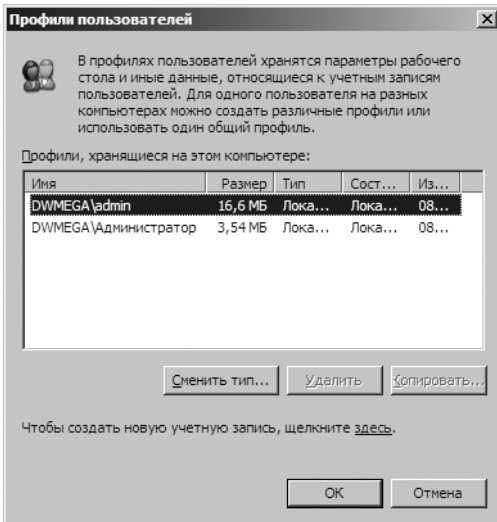 Профили пользователей
В профилях пользователей хранятся параметры рабочего
стола и иные данные, относящиеся к учетным записям
пользователей. Для одного пользователя на разных
компьютерах можно создать различные профили или
использовать один общий профиль.
Профили, хранящиеся на этом компьютере:
Имя Размер Тип Сост... Из...
DWMEGA\admin 16,6 МБ Лока... Лока... 08...
DWMEGA\Администратор 3,54 МБ Лока... Лока... 08...
Сменить тип... Удалить Копировать...
Чтобы создать новую учетную запись, щелкните здесь.
OK Отмена